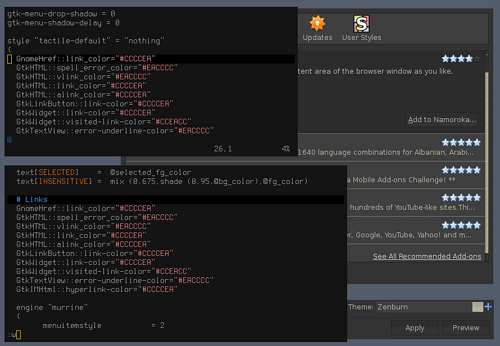 gtk-menu-drop-shadow = 0
gtk-menu-shadow-delay = 0
style "tactile-default" = "nothing"
{
GnomeHref::link_color="#CCCCEA"
GtkHTML::spell_error_color="#EACCCC"
GtkHTML::vlink_color="#EACCCC"
GtkHTML::link_color="#CCCCEA"
GtkHTML::alink_color="#CCCCEA"
GtkLinkButton::link-color="#CCCCEA"
GtkWidget::link-color="#CCCCEA"
GtkWidget::visited-link-color="#CCEACC"
GtkTextView::error-underline-color="#EACCCC"
@
26,1 4%
Updates User Styles
tent area of the browser window as you like.
Add to Namoroka...
1640 language combinations for Albanian, Arabi...
a Mobile Add-ons Challenge! **
hundreds of YouTube-like sites.Thi...
r, Google, YouTube, Yahoo! and m...
See All Recommended Add-ons
text[SELECTED] = @selected_fg_color
text[INSENSITIVE] = mix (0.675,shade (0.95,@bg_color),@fg_color)
# Links
GnomeHref::link_color="#CCCCEA"
GtkHTML::spell_error_color="#EACCCC"
GtkHTML::vlink_color="#EACCCC"
GtkHTML::link_color="#CCCCEA"
GtkHTML::alink_color="#CCCCEA"
GtkLinkButton::link-color="#CCCCEA"
GtkWidget::link-color="#CCCCEA"
GtkWidget::visited-link-color="#CCEACC"
GtkTextView::error-underline-color="#EACCCC"
GtkIMHtml::hyperlink-color="#CCCCEA"
engine "murrine"
{
menuitemstyle = 2
:w
Theme: Zenburn
Apply Preview